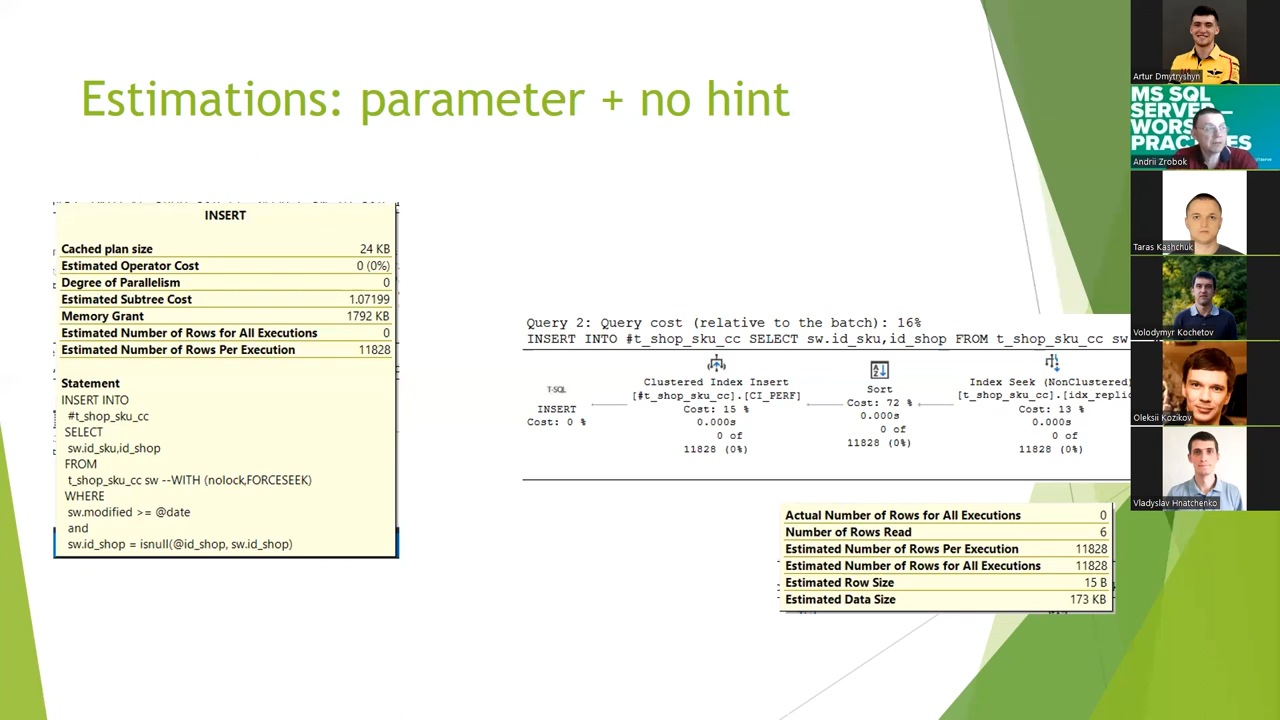 Estimations: parameter + no hint
INSERT
Cached plan size 24 KB
Estimated Operator Cost 0 (0%)
Degree of Parallelism 0
Estimated Subtree Cost 1.07199
Memory Grant 1792 KB
Estimated Number of Rows for All Executions 0
Estimated Number of Rows Per Execution 11828
Statement
INSERT INTO
#t_shop_sku_cc
SELECT
sw.id_sku,id_shop
FROM
t_shop_sku_cc sw --WITH (nolock,FORCESEEK)
WHERE
sw.modified >= @date
and
sw.id_shop = isnull(@id_shop, sw.id_shop)
Query 2: Query cost (relative to the batch): 16%
INSERT INTO #t_shop_sku_cc SELECT sw.id_sku,id_shop FROM t_shop_sku_cc sw
T-SQL
INSERT
Cost: 0 %
Clustered Index Insert
[#t_shop_sku_cc].[CI_PERF]
Cost: 15 %
0.000s
0 of
11828 (0%)
Sort
Cost: 72 %
0.000s
0 of
11828 (0%)
Index Seek (NonClustered)
[t_shop_sku_cc].[idx_replic
Cost: 13 %
0.000s
0 of
11828 (0%)
Actual Number of Rows for All Executions 0
Number of Rows Read 6
Estimated Number of Rows Per Execution 11828
Estimated Number of Rows for All Executions 11828
Estimated Row Size 15 B
Estimated Data Size 173 KB
Artur Dmytryshyn
MS SQL
SERVER –
WORS
PRACTICES
Andrii Zrobok
Taras Kashchuk
Volodymyr Kochetov
Oleksii Kozikov
Vladyslav Hnatchenko